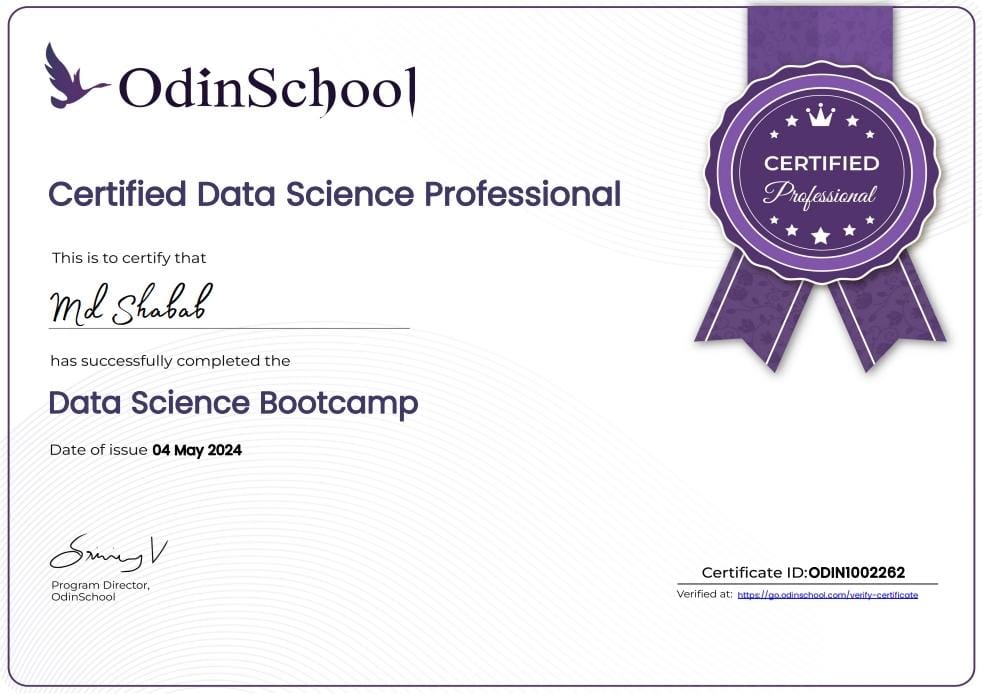 OdinSchool
CERTIFIED
Professional
Certified Data Science Professional
This is to certify that
Md Shabab
has successfully completed the
Data Science Bootcamp
Date of issue 04 May 2024
Program Director,
OdinSchool
Certificate ID:ODIN1002262
Verified at: https://go.odinschool.com/verify-certificate